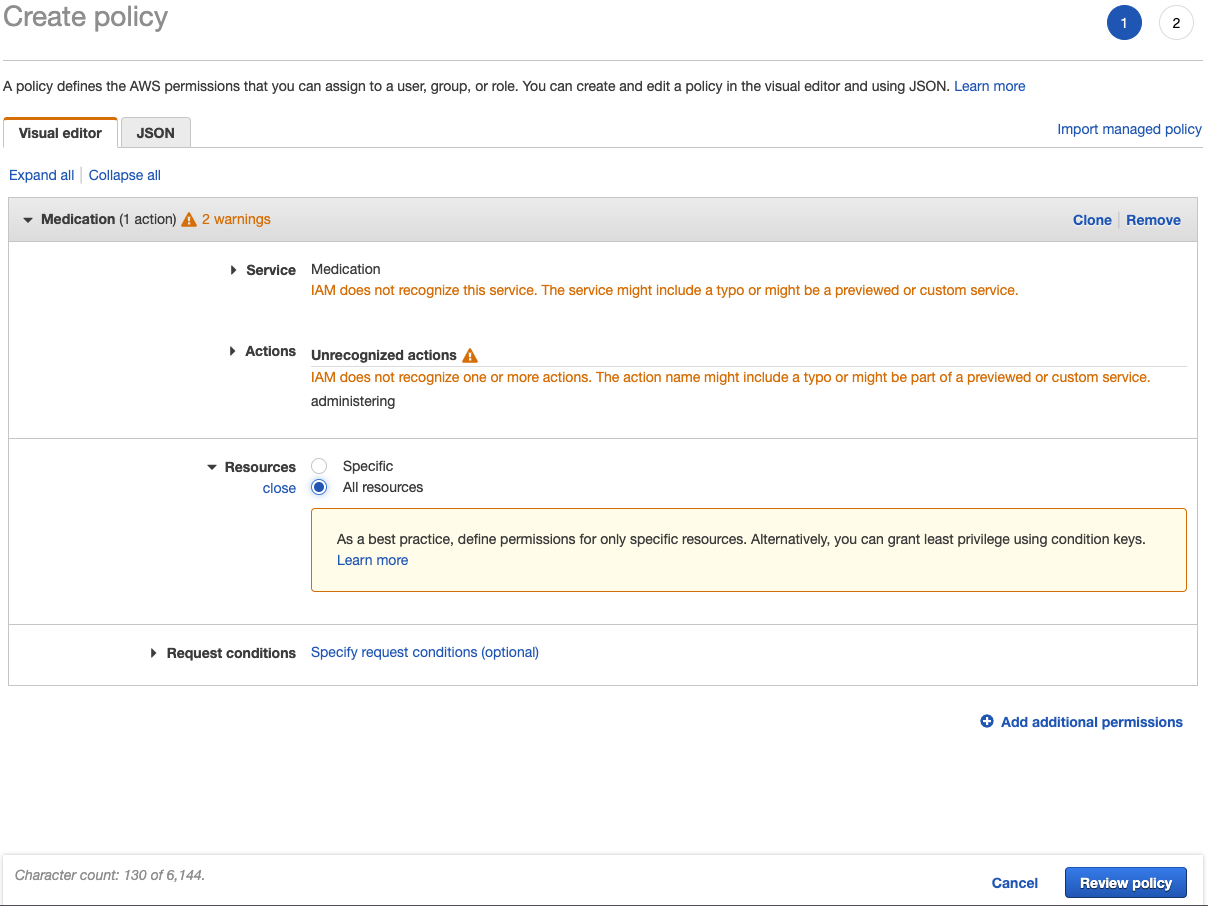 Create policy
1
2
A policy defines the AWS permissions that you can assign to a user, group, or role. You can create and edit a policy in the visual editor and using JSON. Learn more
Visual editor
JSON
Import managed policy
Expand all
Collapse all
Medication (1 action) 2 warnings
Clone
Remove
Service
Medication
IAM does not recognize this service. The service might include a typo or might be a previewed or custom service.
Actions
Unrecognized actions
IAM does not recognize one or more actions. The action name might include a typo or might be part of a previewed or custom service.
administering
Resources
Specific
close
All resources
As a best practice, define permissions for only specific resources. Alternatively, you can grant least privilege using condition keys.
Learn more
Request conditions
Specify request conditions (optional)
Add additional permissions
Character count: 130 of 6,144.
Cancel
Review policy